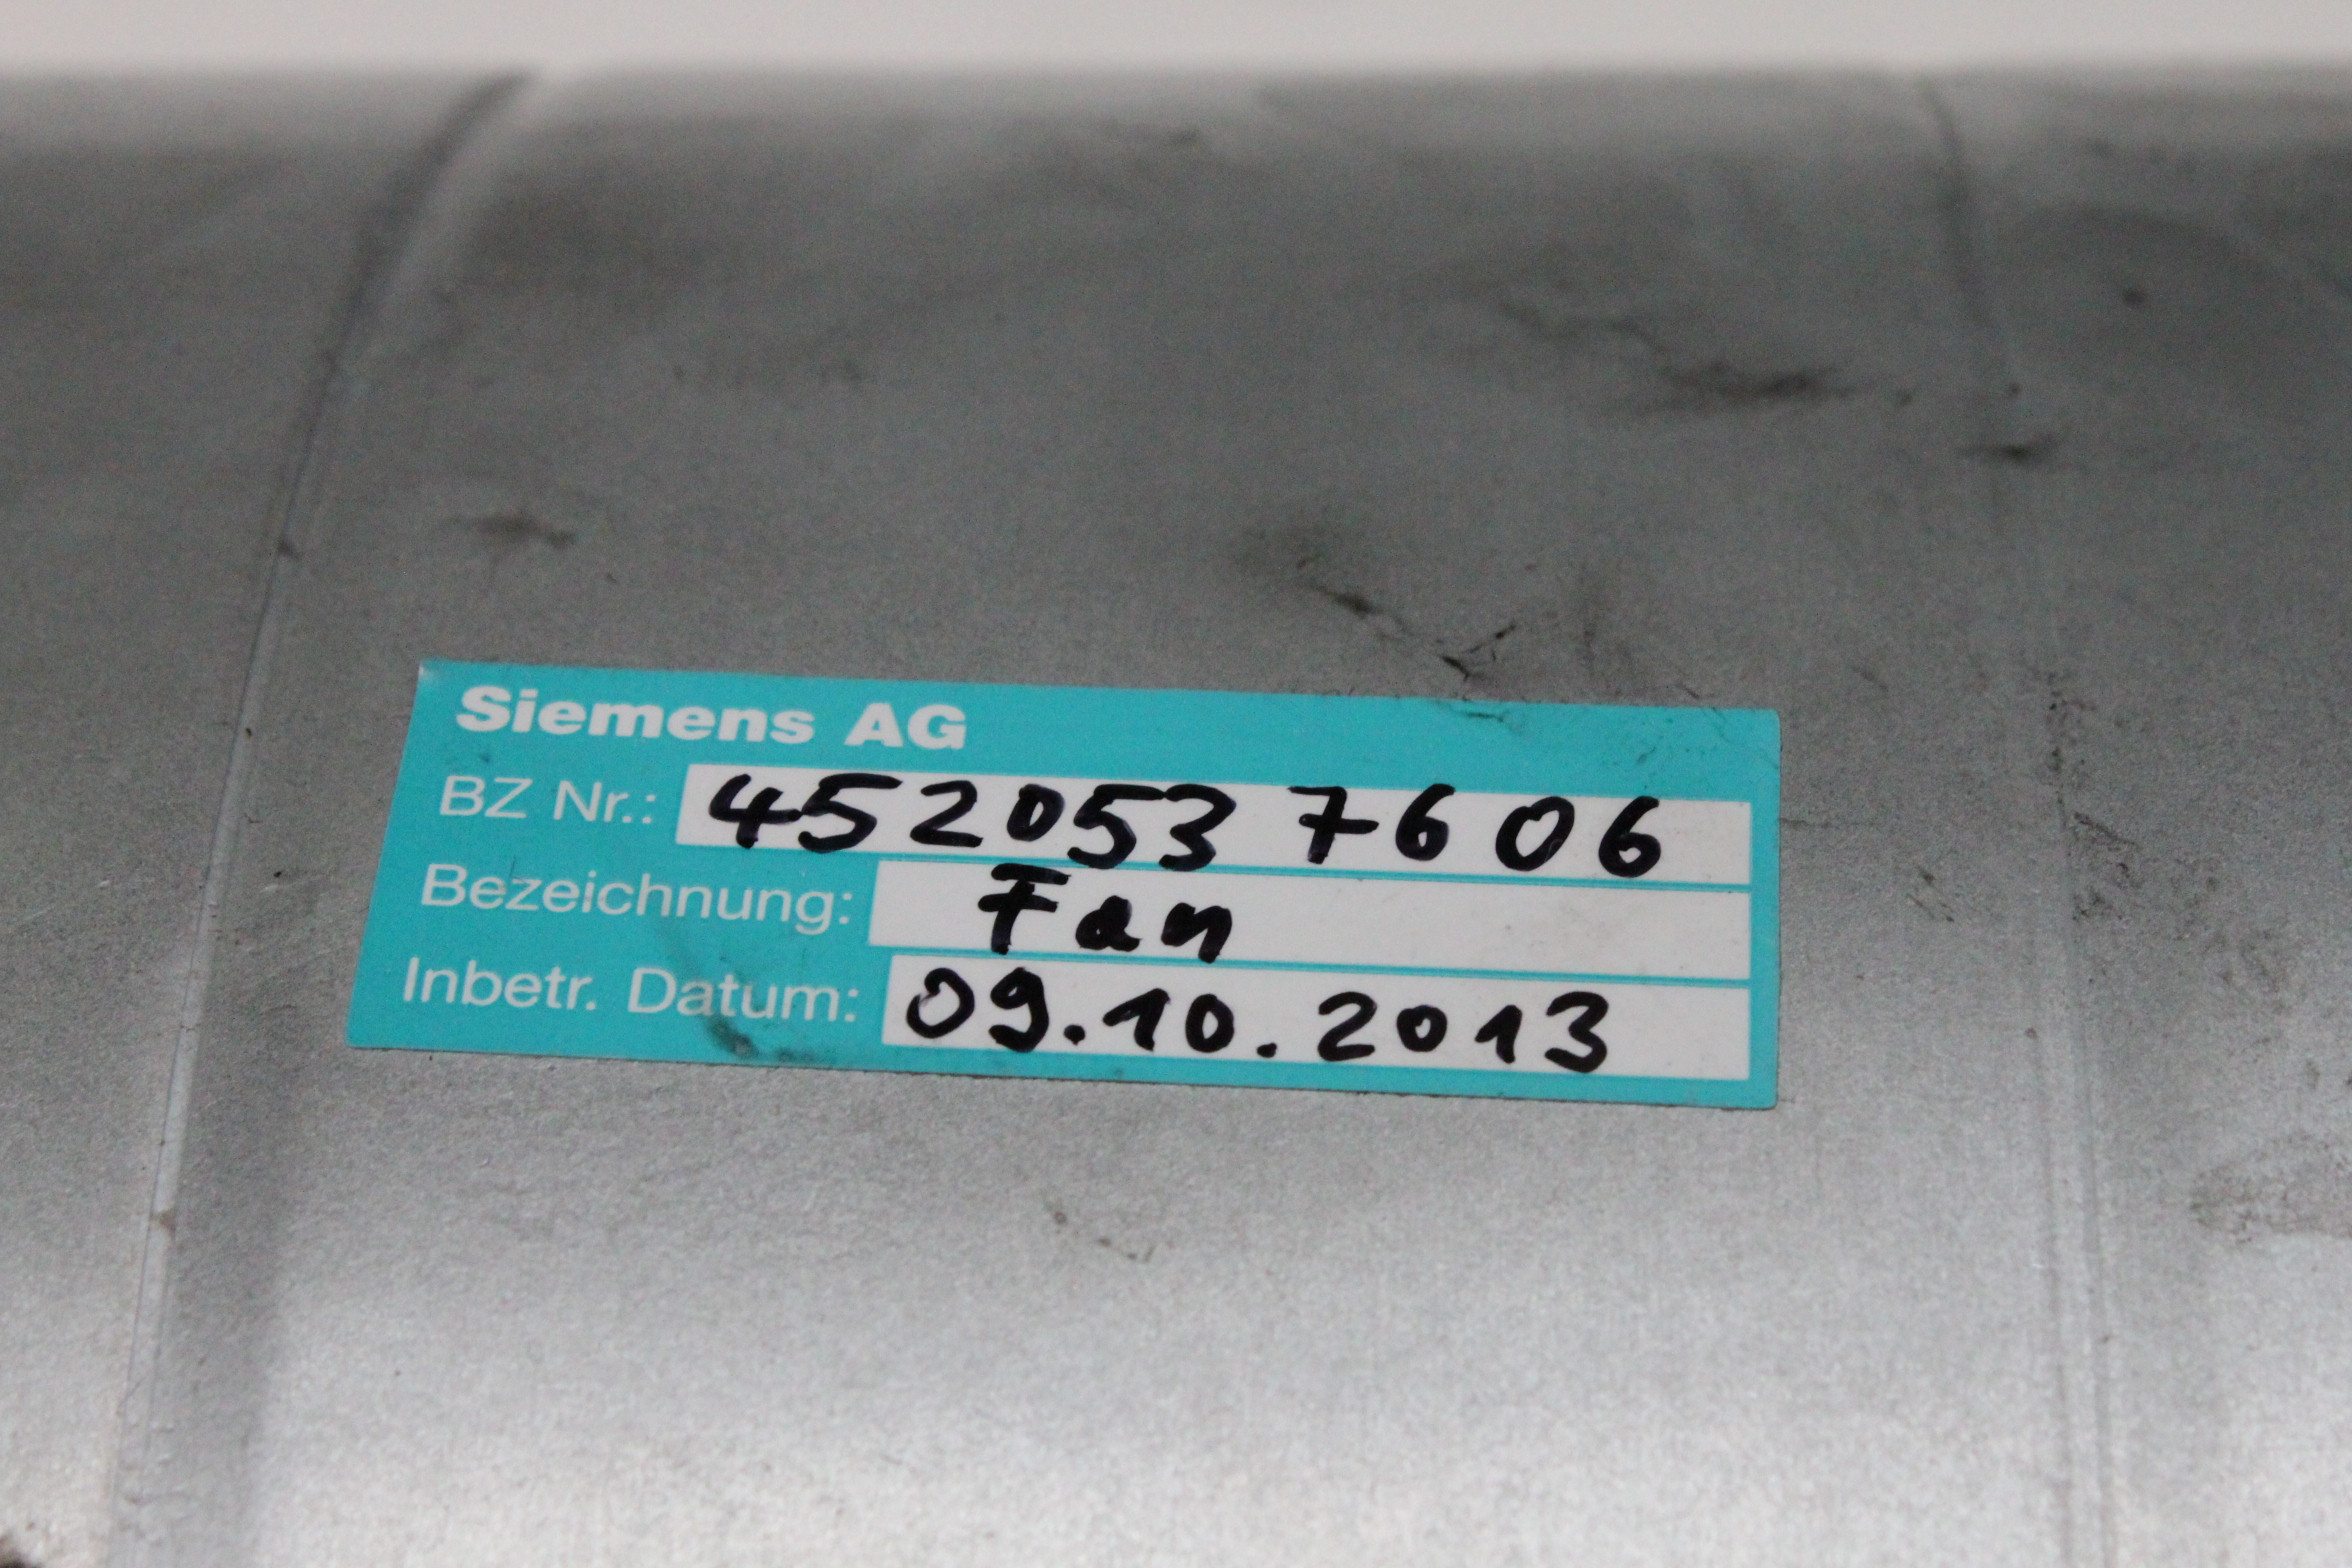 Siemens AG
BZ Nr.: 4520537606
Bezeichnung: Fan
Inbetr. Datum: 09.10.2013